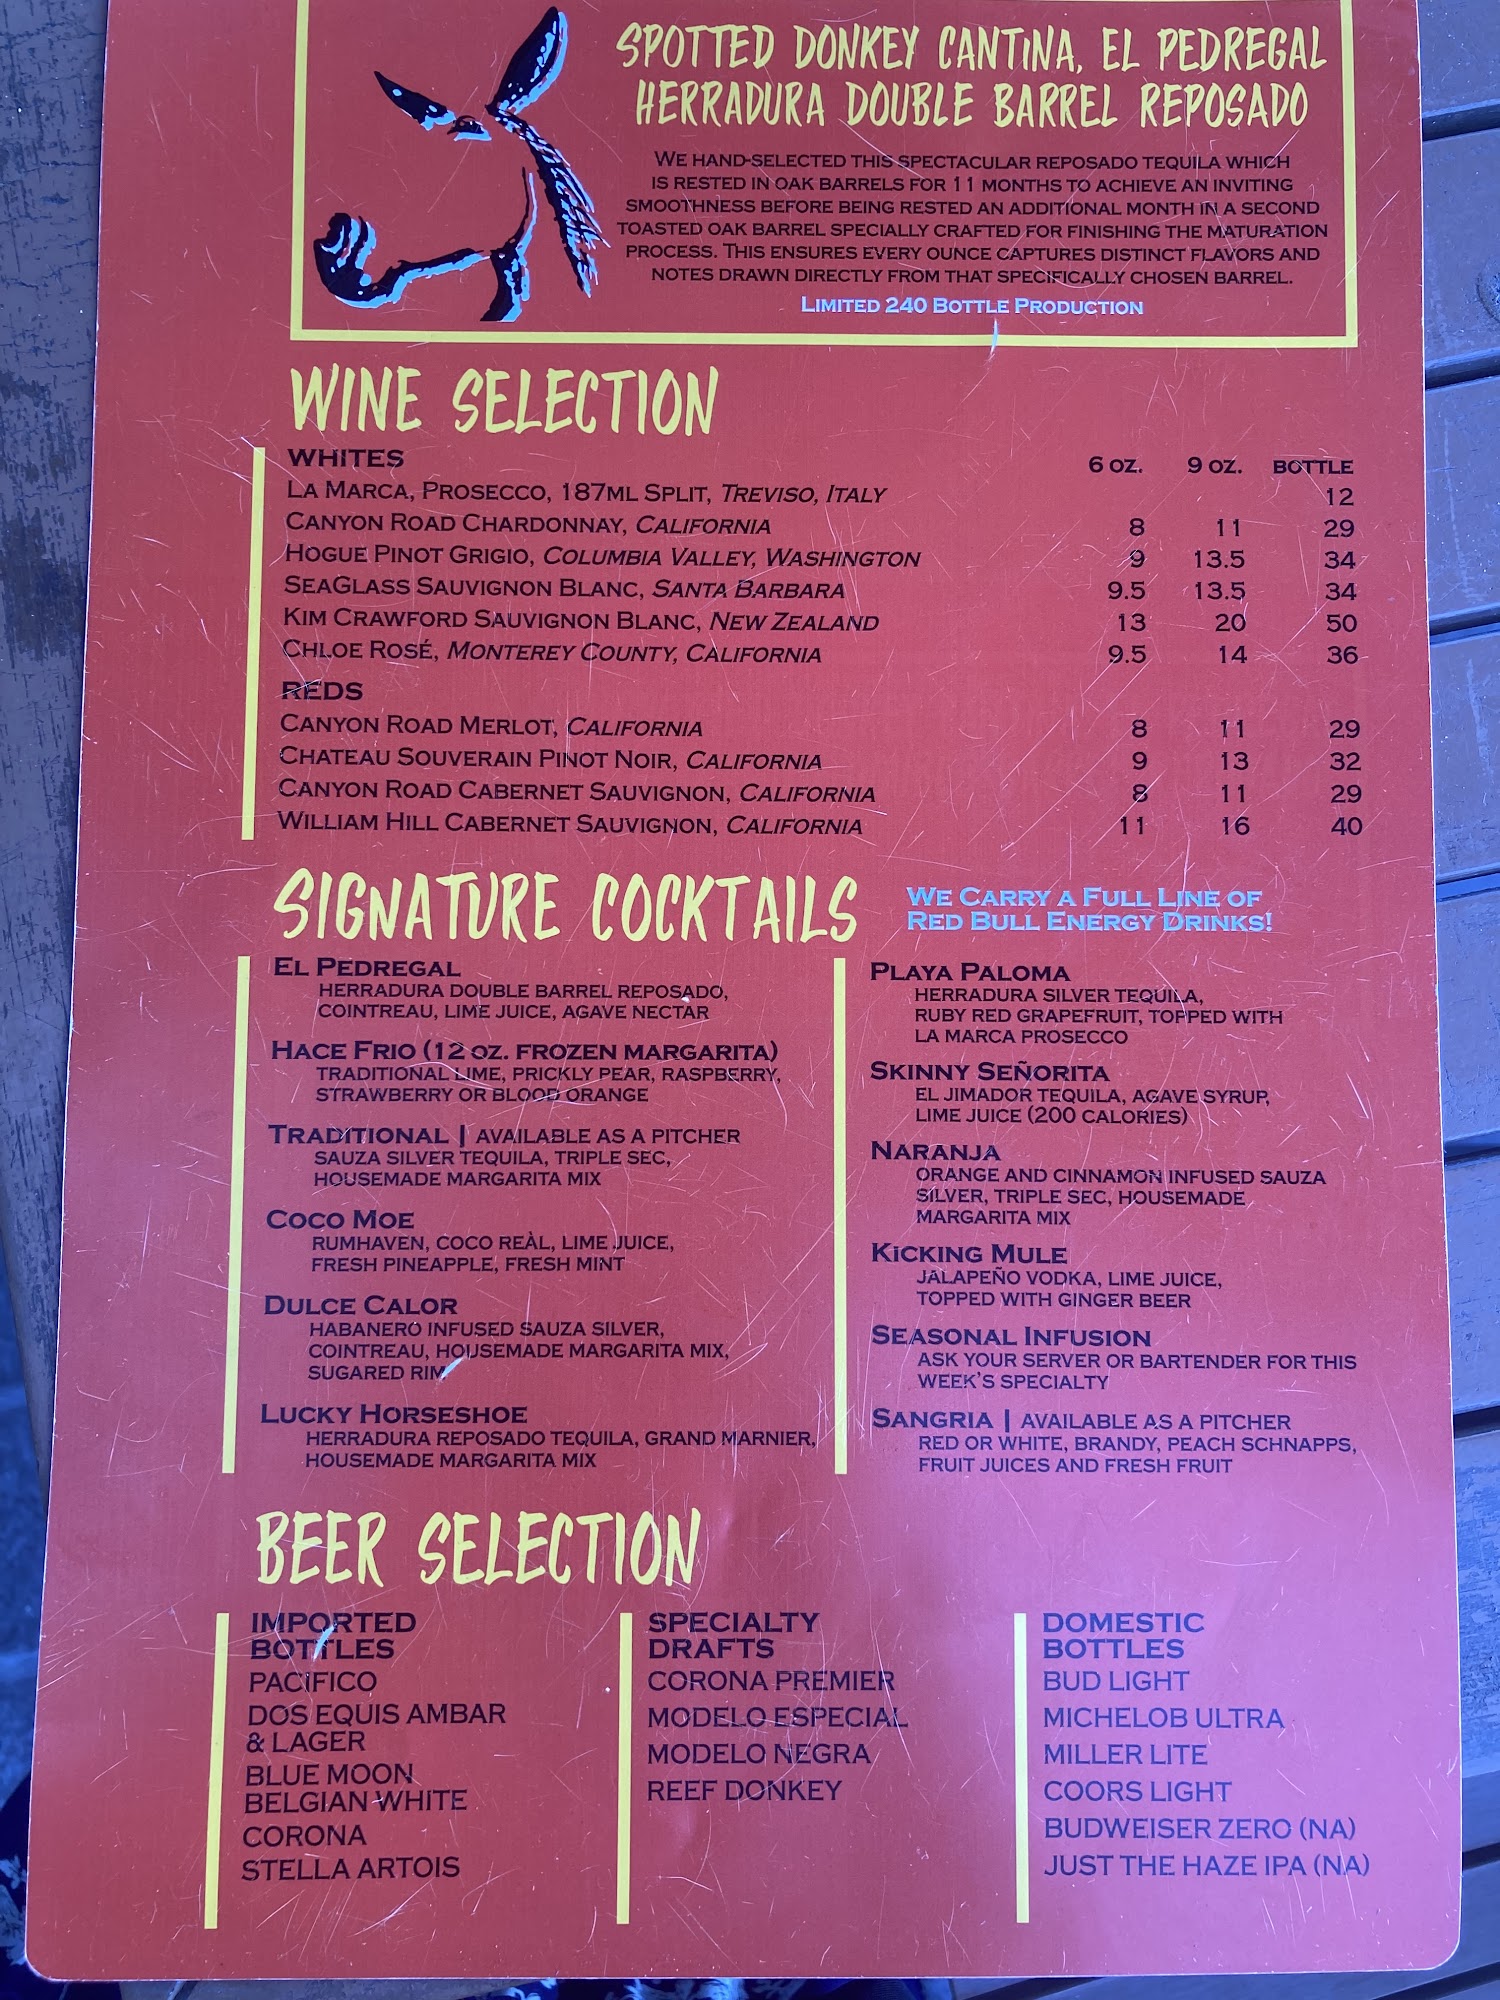 SPOTTED DONKEY CANTINA, EL PEDREGAL
HERRADURA DOUBLE BARREL REPOSADO
WE HAND-SELECTED THIS SPECTACULAR REPOSADO TEQUILA WHICH
IS RESTED IN OAK BARRELS FOR 11 MONTHS TO ACHIEVE AN INVITING
SMOOTHNESS BEFORE BEING RESTED AN ADDITIONAL MONTH IN A SECOND
TOASTED OAK BARREL SPECIALLY CRAFTED FOR FINISHING THE MATURATION
PROCESS. THIS ENSURES EVERY OUNCE CAPTURES DISTINCT FLAVORS AND
NOTES DRAWN DIRECTLY FROM THAT SPECIFICALLY CHOSEN BARREL.
LIMITED 240 BOTTLE PRODUCTION
WINE SELECTION
WHITES 6 OZ. 9 OZ. BOTTLE
LA MARCA, PROSECCO, 187ML SPLIT, TREVISO, ITALY 12
CANYON ROAD CHARDONNAY, CALIFORNIA 8 11 29
HOGUE PINOT GRIGIO, COLUMBIA VALLEY, WASHINGTON 9 13.5 34
SEAGLASS SAUVIGNON BLANC, SANTA BARBARA 9.5 13.5 34
KIM CRAWFORD SAUVIGNON BLANC, NEW ZEALAND 13 20 50
CHLOE ROSÉ, MONTEREY COUNTY, CALIFORNIA 9.5 14 36
REDS
CANYON ROAD MERLOT, CALIFORNIA 8 11 29
CHATEAU SOUVERAIN PINOT NOIR, CALIFORNIA 9 13 32
CANYON ROAD CABERNET SAUVIGNON, CALIFORNIA 8 11 29
WILLIAM HILL CABERNET SAUVIGNON, CALIFORNIA 11 16 40
SIGNATURE COCKTAILS
WE CARRY A FULL LINE OF
RED BULL ENERGY DRINKS!
EL PEDREGAL
HERRADURA DOUBLE BARREL REPOSADO,
COINTREAU, LIME JUICE, AGAVE NECTAR
HACE FRIO (12 OZ. FROZEN MARGARITA)
TRADITIONAL LIME, PRICKLY PEAR, RASPBERRY,
STRAWBERRY OR BLOOD ORANGE
TRADITIONAL | AVAILABLE AS A PITCHER
SAUZA SILVER TEQUILA, TRIPLE SEC,
HOUSEMADE MARGARITA MIX
COCO MOE
RUMHAVEN, COCO REÀL, LIME JUICE,
FRESH PINEAPPLE, FRESH MINT
DULCE CALOR
HABANERO INFUSED SAUZA SILVER,
COINTREAU, HOUSEMADE MARGARITA MIX,
SUGARED RIM
LUCKY HORSESHOE
HERRADURA REPOSADO TEQUILA, GRAND MARNIER,
HOUSEMADE MARGARITA MIX
PLAYA PALOMA
HERRADURA SILVER TEQUILA,
RUBY RED GRAPEFRUIT, TOPPED WITH
LA MARCA PROSECCO
SKINNY SEÑORITA
EL JIMADOR TEQUILA, AGAVE SYRUP,
LIME JUICE (200 CALORIES)
NARANJA
ORANGE AND CINNAMON INFUSED SAUZA
SILVER, TRIPLE SEC, HOUSEMADE
MARGARITA MIX
KICKING MULE
JALAPEÑO VODKA, LIME JUICE,
TOPPED WITH GINGER BEER
SEASONAL INFUSION
ASK YOUR SERVER OR BARTENDER FOR THIS
WEEK'S SPECIALTY
SANGRIA | AVAILABLE AS A PITCHER
RED OR WHITE, BRANDY, PEACH SCHNAPPS,
FRUIT JUICES AND FRESH FRUIT
BEER SELECTION
IMPORTED
BOTTLES
PACIFICO
DOS EQUIS AMBAR
& LAGER
BLUE MOON
BELGIAN WHITE
CORONA
STELLA ARTOIS
SPECIALTY
DRAFTS
CORONA PREMIER
MODELO ESPECIAL
MODELO NEGRA
REEF DONKEY
DOMESTIC
BOTTLES
BUD LIGHT
MICHELOB ULTRA
MILLER LITE
COORS LIGHT
BUDWEISER ZERO (NA)
JUST THE HAZE IPA (NA)